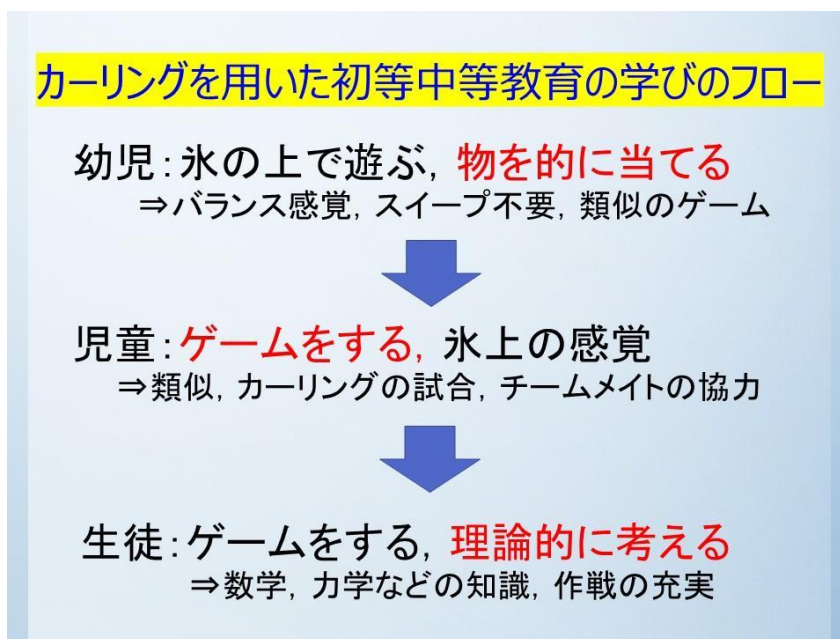 カーリングを用いた初等中等教育の学びのフロー
幼児：氷の上で遊ぶ，物を的に当てる
⇒バランス感覚，スイープ不要，類似のゲーム
児童：ゲームをする，氷上の感覚
⇒類似，カーリングの試合，チームメイトの協力
生徒：ゲームをする，理論的に考える
⇒数学，力学などの知識，作戦の充実